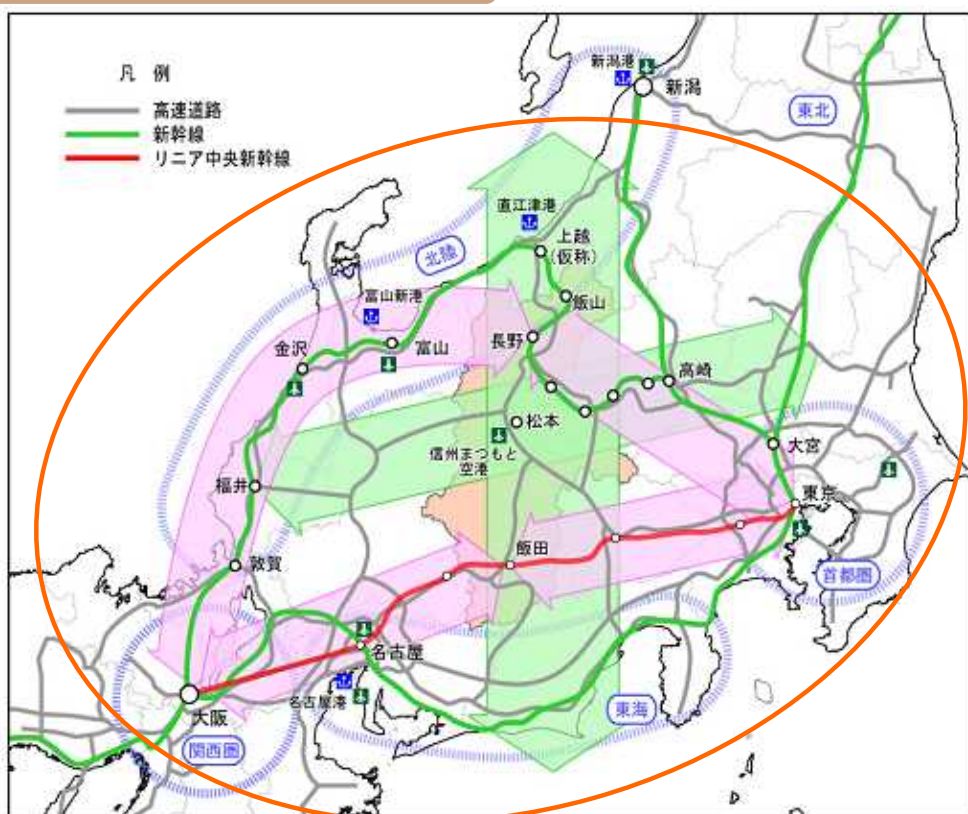 凡 例
高速道路
新幹線
リニア中央新幹線
新潟港
新潟
東北
直江津港
上越
(仮称)
北陸
飯山
富山新港
長野
金沢
富山
高崎
松本
大宮
信州まつもと
空港
福井
東京
飯田
敦賀
首都圏
名古屋
名古屋港
東海
大阪
関西圏